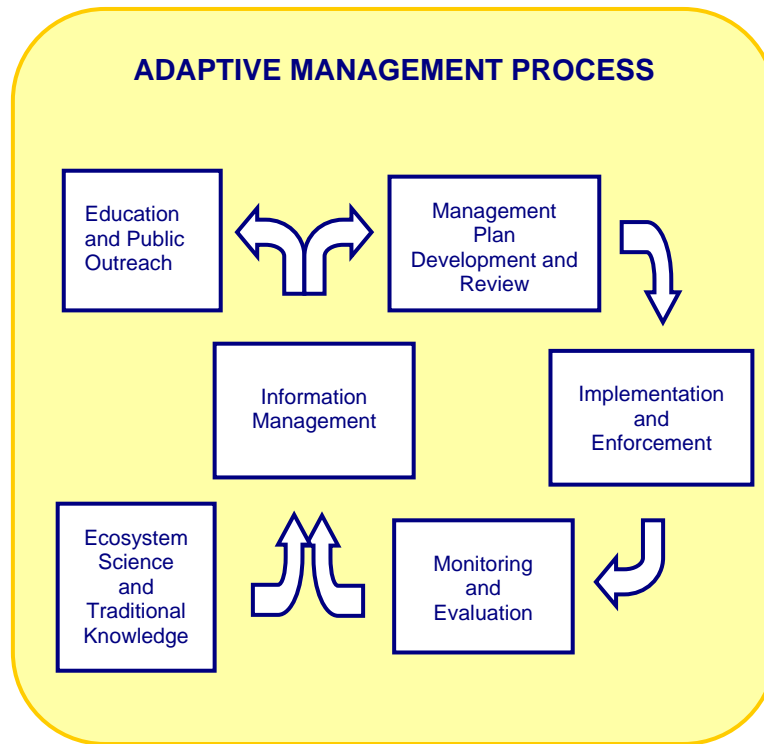 ADAPTIVE MANAGEMENT PROCESS
Education
and Public
Outreach
Management
Plan
Development and
Review
Information
Management
Implementation
and
Enforcement
Ecosystem
Science
and
Traditional
Knowledge
Monitoring
and
Evaluation